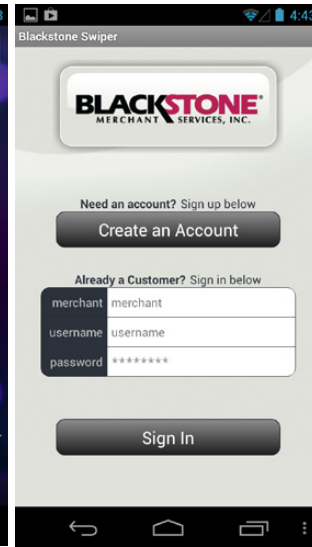 4:43
Blackstone Swiper
BLACKSTONE
MERCHANT SERVICES, INC.
Need an account? Sign up below
Create an Account
Already a Customer? Sign in below
merchant merchant
username username
password ********
Sign In